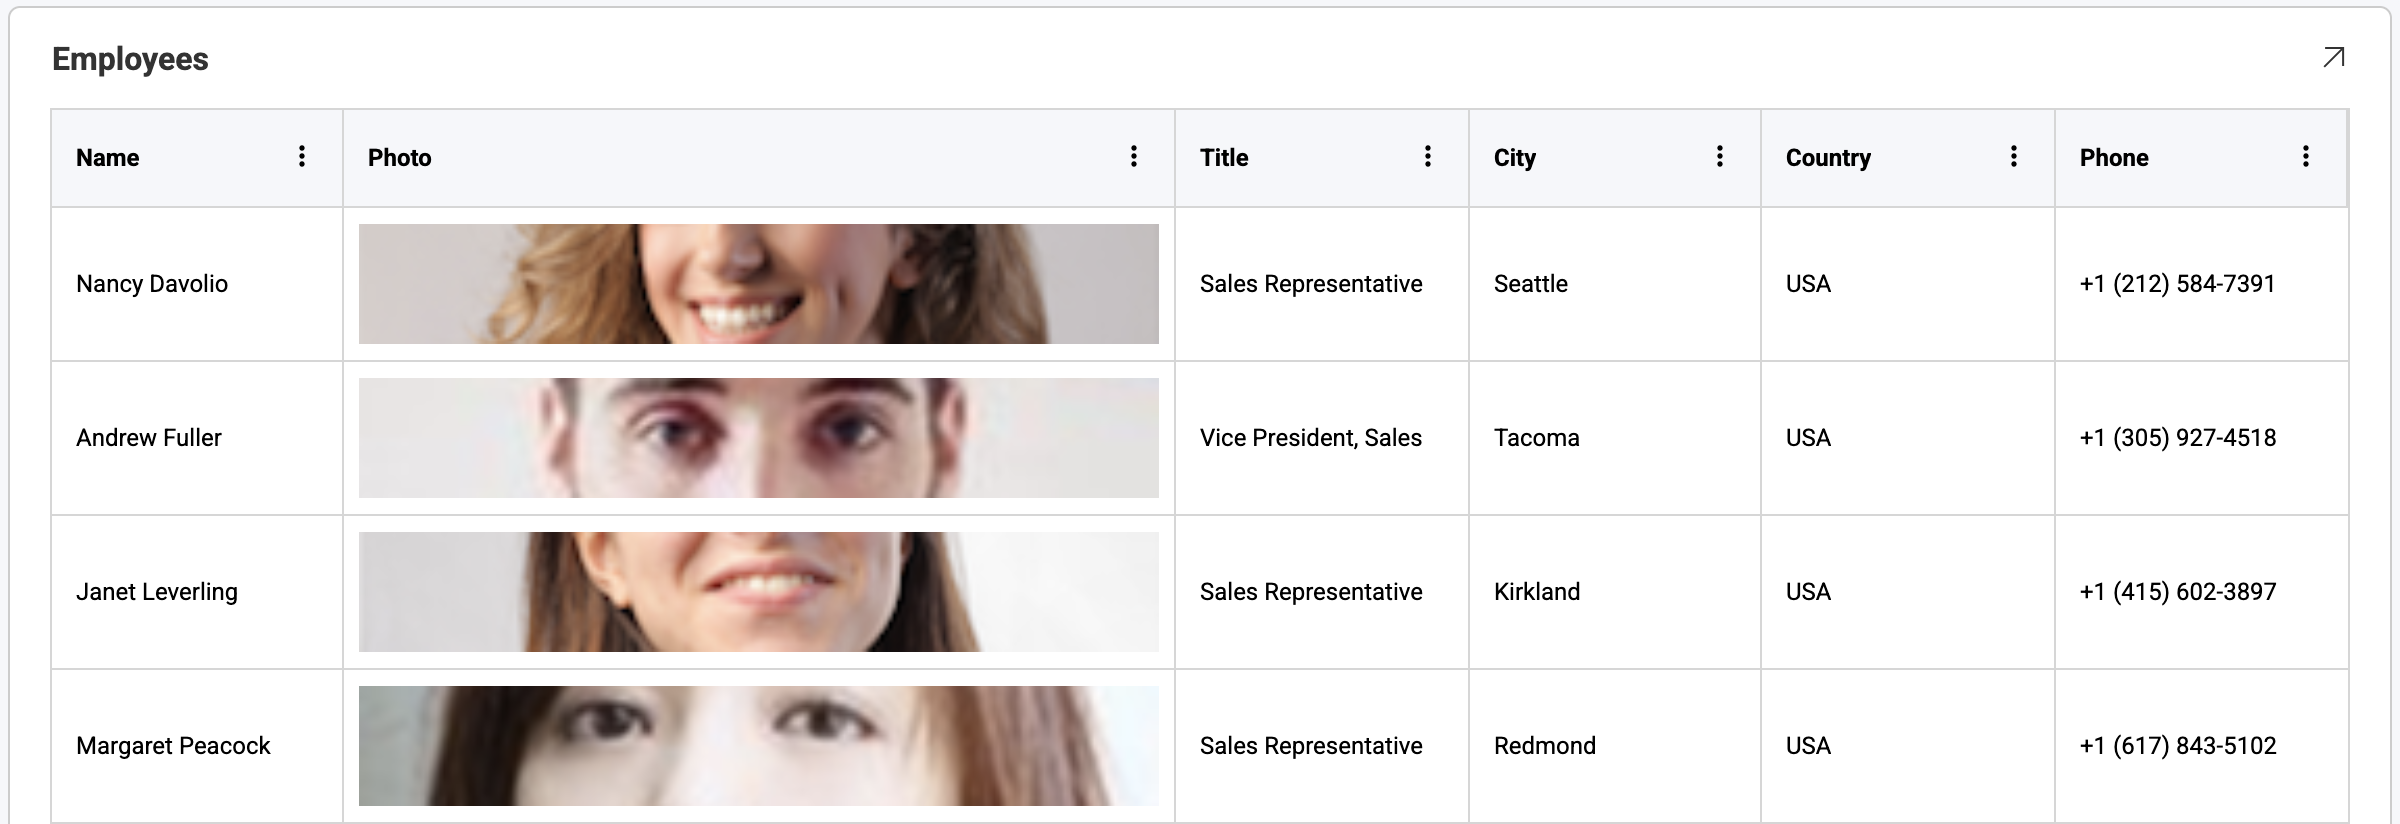 Employees
Name Photo Title City Country Phone
Nancy Davolio Sales Representative Seattle USA +1 (212) 584-7391
Andrew Fuller Vice President, Sales Tacoma USA +1 (305) 927-4518
Janet Leverling Sales Representative Kirkland USA +1 (415) 602-3897
Margaret Peacock Sales Representative Redmond USA +1 (617) 843-5102